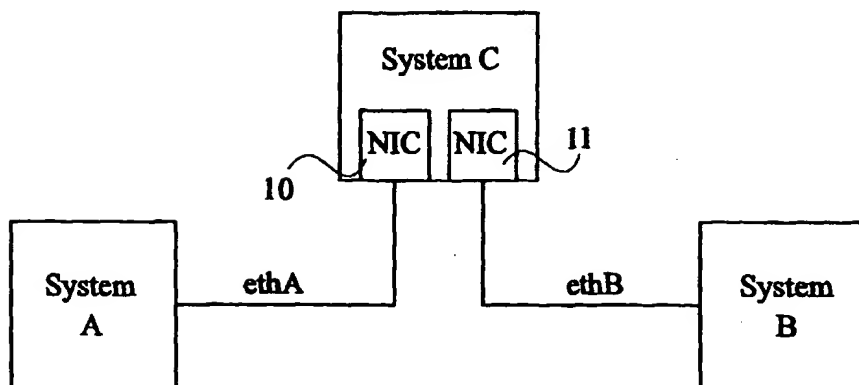 System C
NIC NIC
10
11
System
A
ethA
ethB
System
B